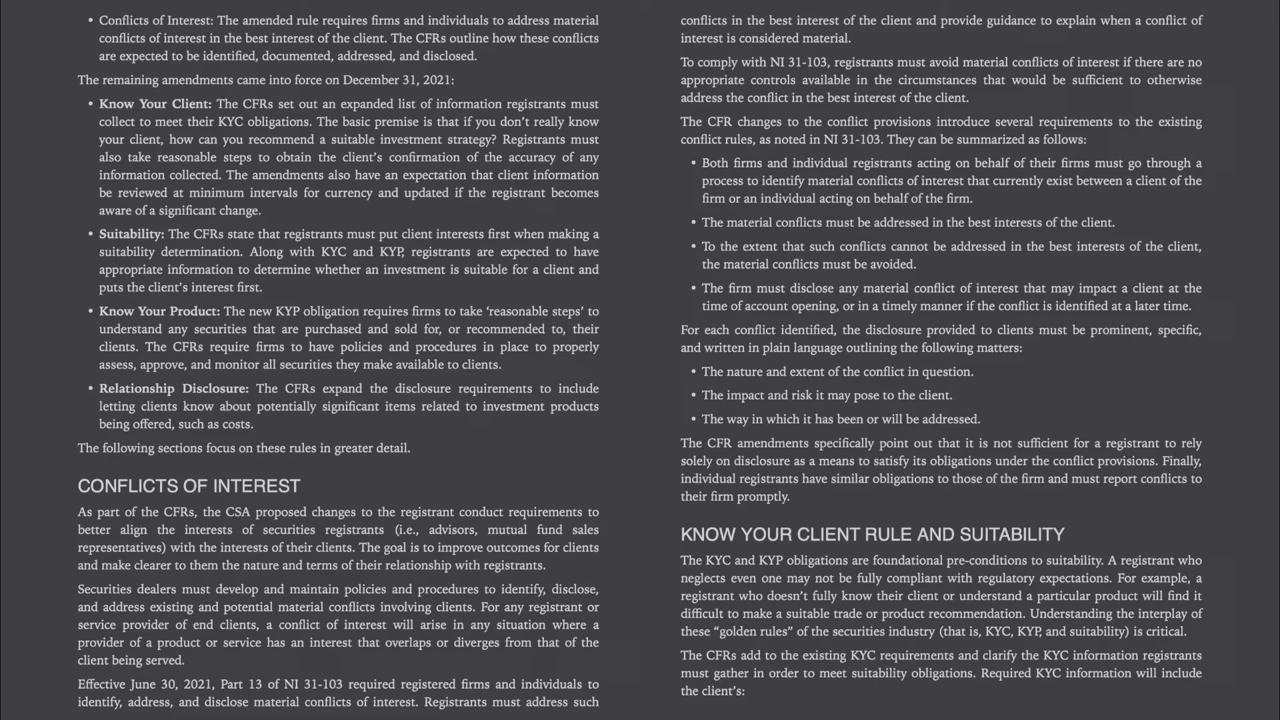 • Conflicts of Interest: The amended rule requires firms and individuals to address material
conflicts of interest in the best interest of the client. The CFRs outline how these conflicts
are expected to be identified, documented, addressed, and disclosed.
The remaining amendments came into force on December 31, 2021:
• Know Your Client: The CFRs set out an expanded list of information registrants must
collect to meet their KYC obligations. The basic premise is that if you don’t really know
your client, how can you recommend a suitable investment strategy? Registrants must
also take reasonable steps to obtain the client’s confirmation of the accuracy of any
information collected. The amendments also have an expectation that client information
be reviewed at minimum intervals for currency and updated if the registrant becomes
aware of a significant change.
• Suitability: The CFRs state that registrants must put client interests first when making a
suitability determination. Along with KYC and KYP, registrants are expected to have
appropriate information to determine whether an investment is suitable for a client and
puts the client’s interest first.
• Know Your Product: The new KYP obligation requires firms to take ‘reasonable steps’ to
understand any securities that are purchased and sold for, or recommended to, their
clients. The CFRs require firms to have policies and procedures in place to properly
assess, approve, and monitor all securities they make available to clients.
• Relationship Disclosure: The CFRs expand the disclosure requirements to include
letting clients know about potentially significant items related to investment products
being offered, such as costs.
The following sections focus on these rules in greater detail.
CONFLICTS OF INTEREST
As part of the CFRs, the CSA proposed changes to the registrant conduct requirements to
better align the interests of securities registrants (i.e., advisors, mutual fund sales
representatives) with the interests of their clients. The goal is to improve outcomes for clients
and make clearer to them the nature and terms of their relationship with registrants.
Securities dealers must develop and maintain policies and procedures to identify, disclose,
and address existing and potential material conflicts involving clients. For any registrant or
service provider of end clients, a conflict of interest will arise in any situation where a
provider of a product or service has an interest that overlaps or diverges from that of the
client being served.
Effective June 30, 2021, Part 13 of NI 31-103 required registered firms and individuals to
identify, address, and disclose material conflicts of interest. Registrants must address such
conflicts in the best interest of the client and provide guidance to explain when a conflict of
interest is considered material.
To comply with NI 31-103, registrants must avoid material conflicts of interest if there are no
appropriate controls available in the circumstances that would be sufficient to otherwise
address the conflict in the best interest of the client.
The CFR changes to the conflict provisions introduce several requirements to the existing
conflict rules, as noted in NI 31-103. They can be summarized as follows:
• Both firms and individual registrants acting on behalf of their firms must go through a
process to identify material conflicts of interest that currently exist between a client of the
firm or an individual acting on behalf of the firm.
• The material conflicts must be addressed in the best interests of the client.
• To the extent that such conflicts cannot be addressed in the best interests of the client,
the material conflicts must be avoided.
• The firm must disclose any material conflict of interest that may impact a client at the
time of account opening, or in a timely manner if the conflict is identified at a later time.
For each conflict identified, the disclosure provided to clients must be prominent, specific,
and written in plain language outlining the following matters:
• The nature and extent of the conflict in question.
• The impact and risk it may pose to the client.
• The way in which it has been or will be addressed.
The CFR amendments specifically point out that it is not sufficient for a registrant to rely
solely on disclosure as a means to satisfy its obligations under the conflict provisions. Finally,
individual registrants have similar obligations to those of the firm and must report conflicts to
their firm promptly.
KNOW YOUR CLIENT RULE AND SUITABILITY
The KYC and KYP obligations are foundational pre-conditions to suitability. A registrant who
neglects even one may not be fully compliant with regulatory expectations. For example, a
registrant who doesn’t fully know their client or understand a particular product will find it
difficult to make a suitable trade or product recommendation. Understanding the interplay of
these “golden rules” of the securities industry (that is, KYC, KYP, and suitability) is critical.
The CFRs add to the existing KYC requirements and clarify the KYC information registrants
must gather in order to meet suitability obligations. Required KYC information will include
the client’s: